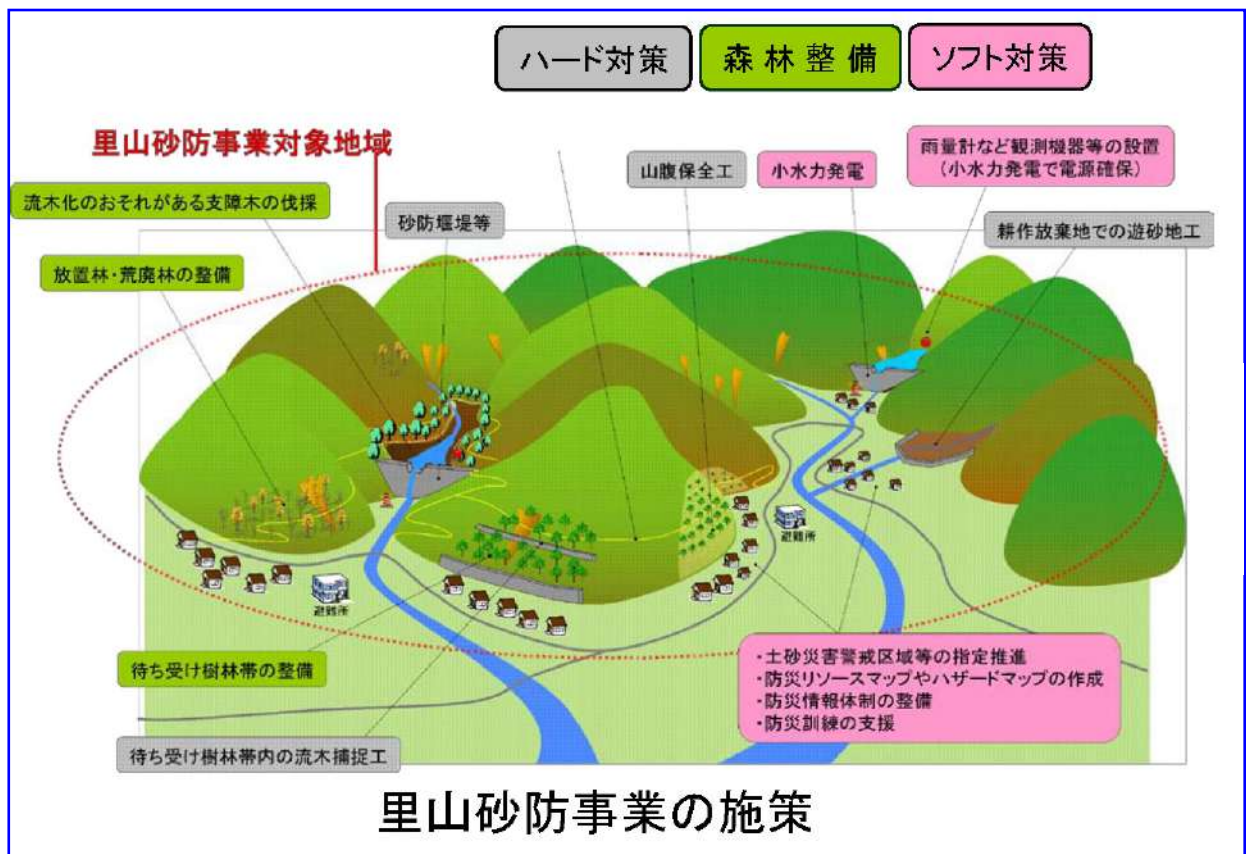 ハード対策
森林整備
ソフト対策
里山砂防事業対象地域
流木化のおそれがある支障木の伐採
放置林・荒廃林の整備
砂防堰堤等
山腹保全工
小水力発電
雨量計など観測機器等の設置
(小水力発電で電源確保)
耕作放棄地での遊砂地工
避難所
避難所
待ち受け樹林帯の整備
待ち受け樹林帯内の流木捕捉工
・土砂災害警戒区域等の指定推進
・防災リソースマップやハザードマップの作成
・防災情報体制の整備
・防災訓練の支援
里山砂防事業の施策